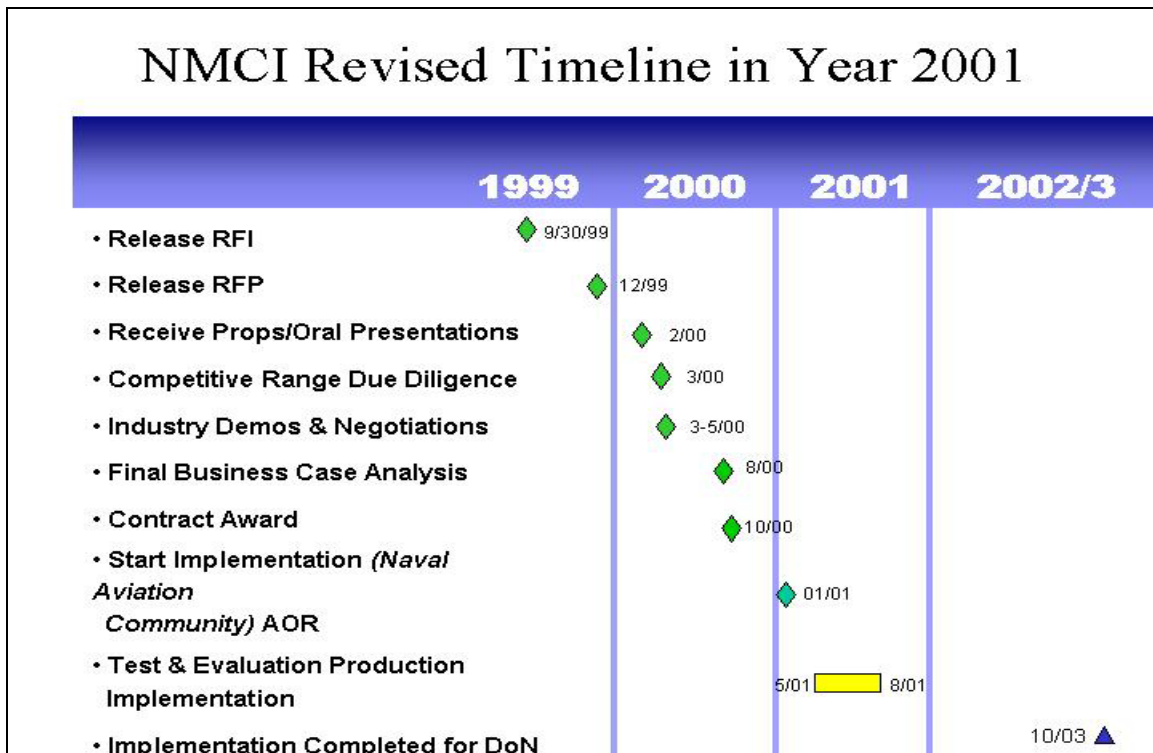 NMCI Revised Timeline in Year 2001
1999 2000 2001 2002/3
• Release RFI 9/30/99
• Release RFP 12/99
• Receive Props/Oral Presentations 2/00
• Competitive Range Due Diligence 3/00
• Industry Demos & Negotiations 3-5/00
• Final Business Case Analysis 8/00
• Contract Award 10/00
• Start Implementation (Naval
Aviation
Community) AOR 01/01
• Test & Evaluation Production
Implementation 5/01 8/01
• Implementation Completed for DoN 10/03